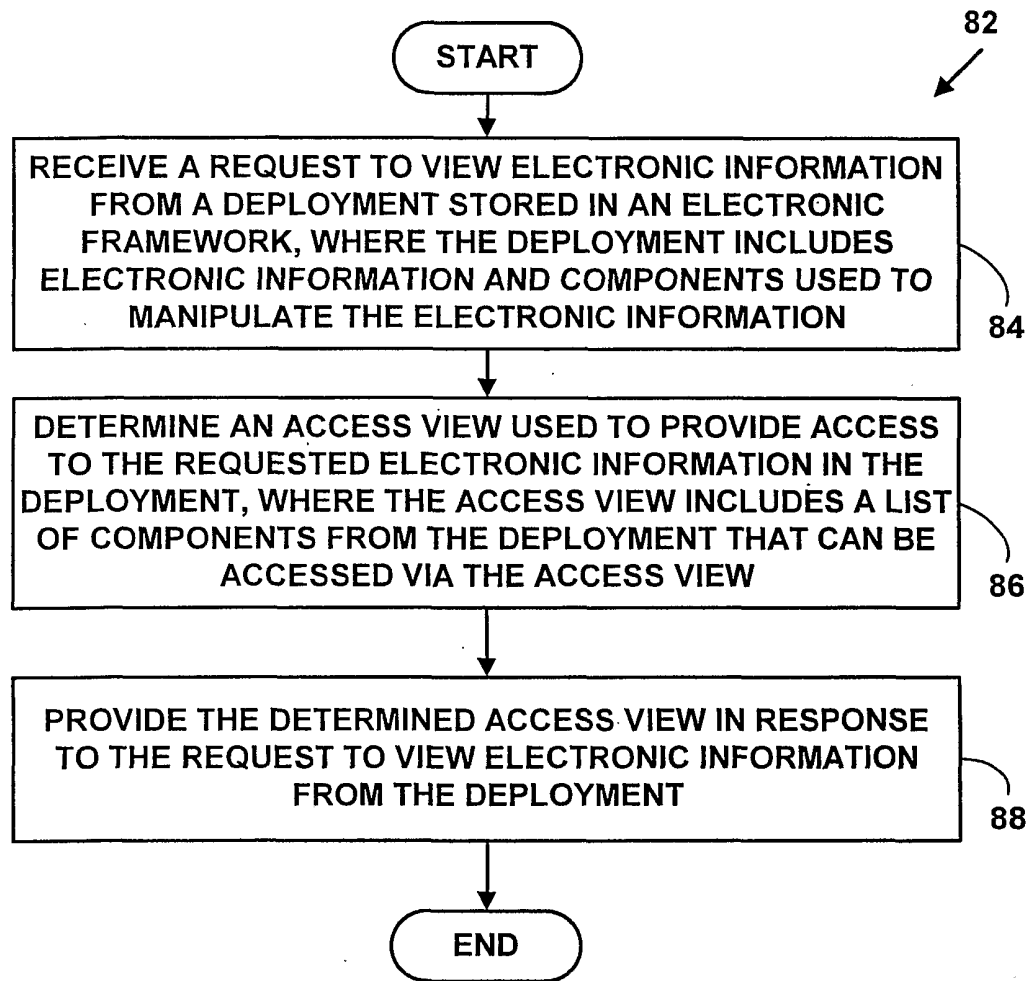 82
START
RECEIVE A REQUEST TO VIEW ELECTRONIC INFORMATION
FROM A DEPLOYMENT STORED IN AN ELECTRONIC
FRAMEWORK, WHERE THE DEPLOYMENT INCLUDES
ELECTRONIC INFORMATION AND COMPONENTS USED TO
MANIPULATE THE ELECTRONIC INFORMATION
84
DETERMINE AN ACCESS VIEW USED TO PROVIDE ACCESS
TO THE REQUESTED ELECTRONIC INFORMATION IN THE
DEPLOYMENT, WHERE THE ACCESS VIEW INCLUDES A LIST
OF COMPONENTS FROM THE DEPLOYMENT THAT CAN BE
ACCESSED VIA THE ACCESS VIEW
86
PROVIDE THE DETERMINED ACCESS VIEW IN RESPONSE
TO THE REQUEST TO VIEW ELECTRONIC INFORMATION
FROM THE DEPLOYMENT
88
END